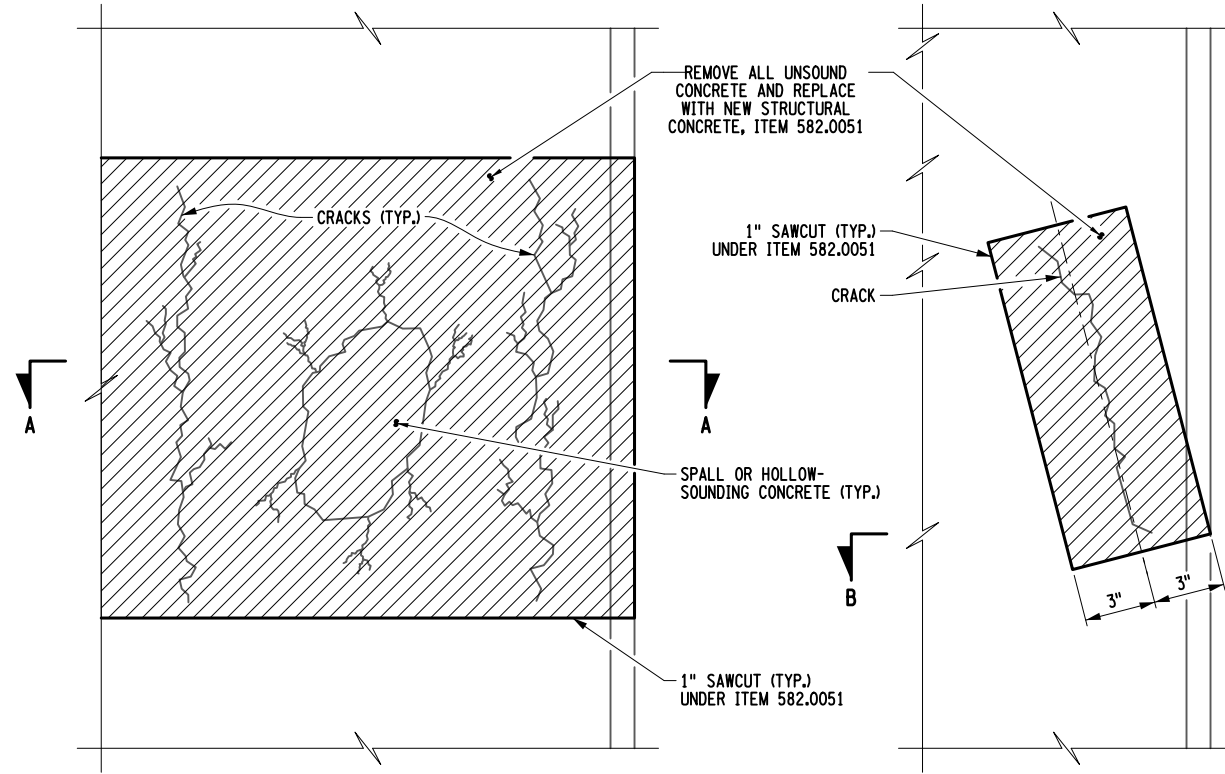 REMOVE ALL UNSOUND
CONCRETE AND REPLACE
WITH NEW STRUCTURAL
CONCRETE, ITEM 582.0051
CRACKS (TYP.)
1" SAWCUT (TYP.)
UNDER ITEM 582.0051
CRACK
A
A
SPALL OR HOLLOW-
SOUNDING CONCRETE (TYP.)
B
3"
3"
1" SAWCUT (TYP.)
UNDER ITEM 582.0051